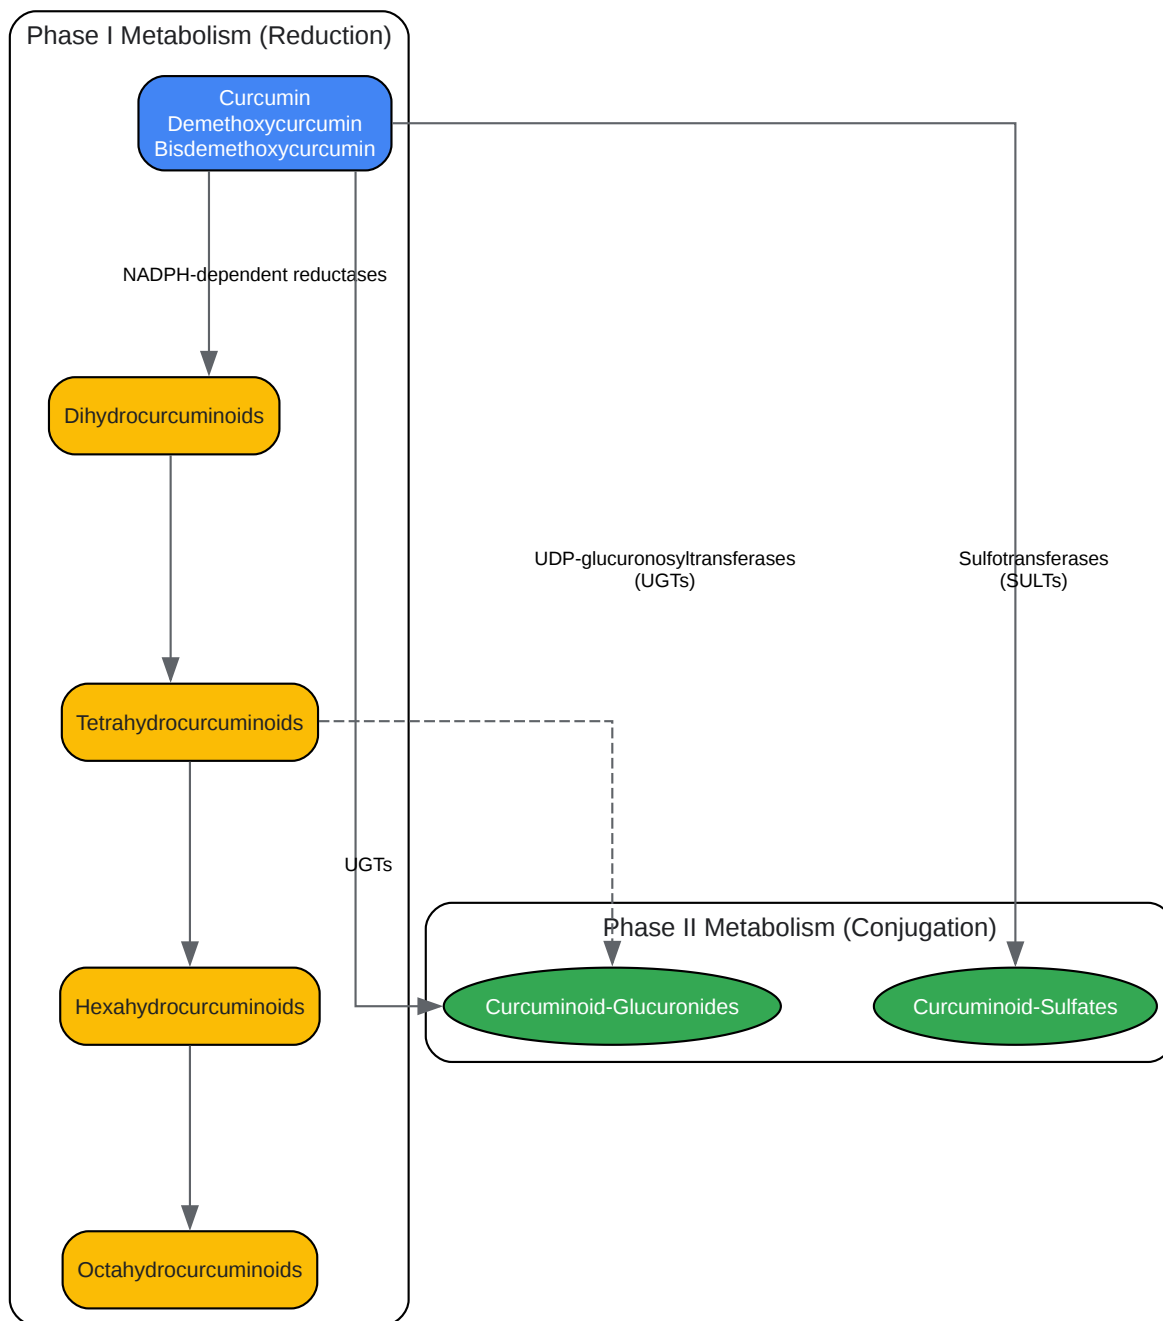 Phase I Metabolism (Reduction)
Curcumin
Demethoxycurcumin
Bisdemethoxycurcumin
NADPH-dependent reductases
Dihydrocurcuminoids
UDP-glucuronosyltransferases
(UGTs)
Sulfotransferases
(SULTs)
Tetrahydrocurcuminoids
UGTs
Phase II Metabolism (Conjugation)
Hexahydrocurcuminoids
Curcuminoid-Glucuronides
Curcuminoid-Sulfates
Octahydrocurcuminoids